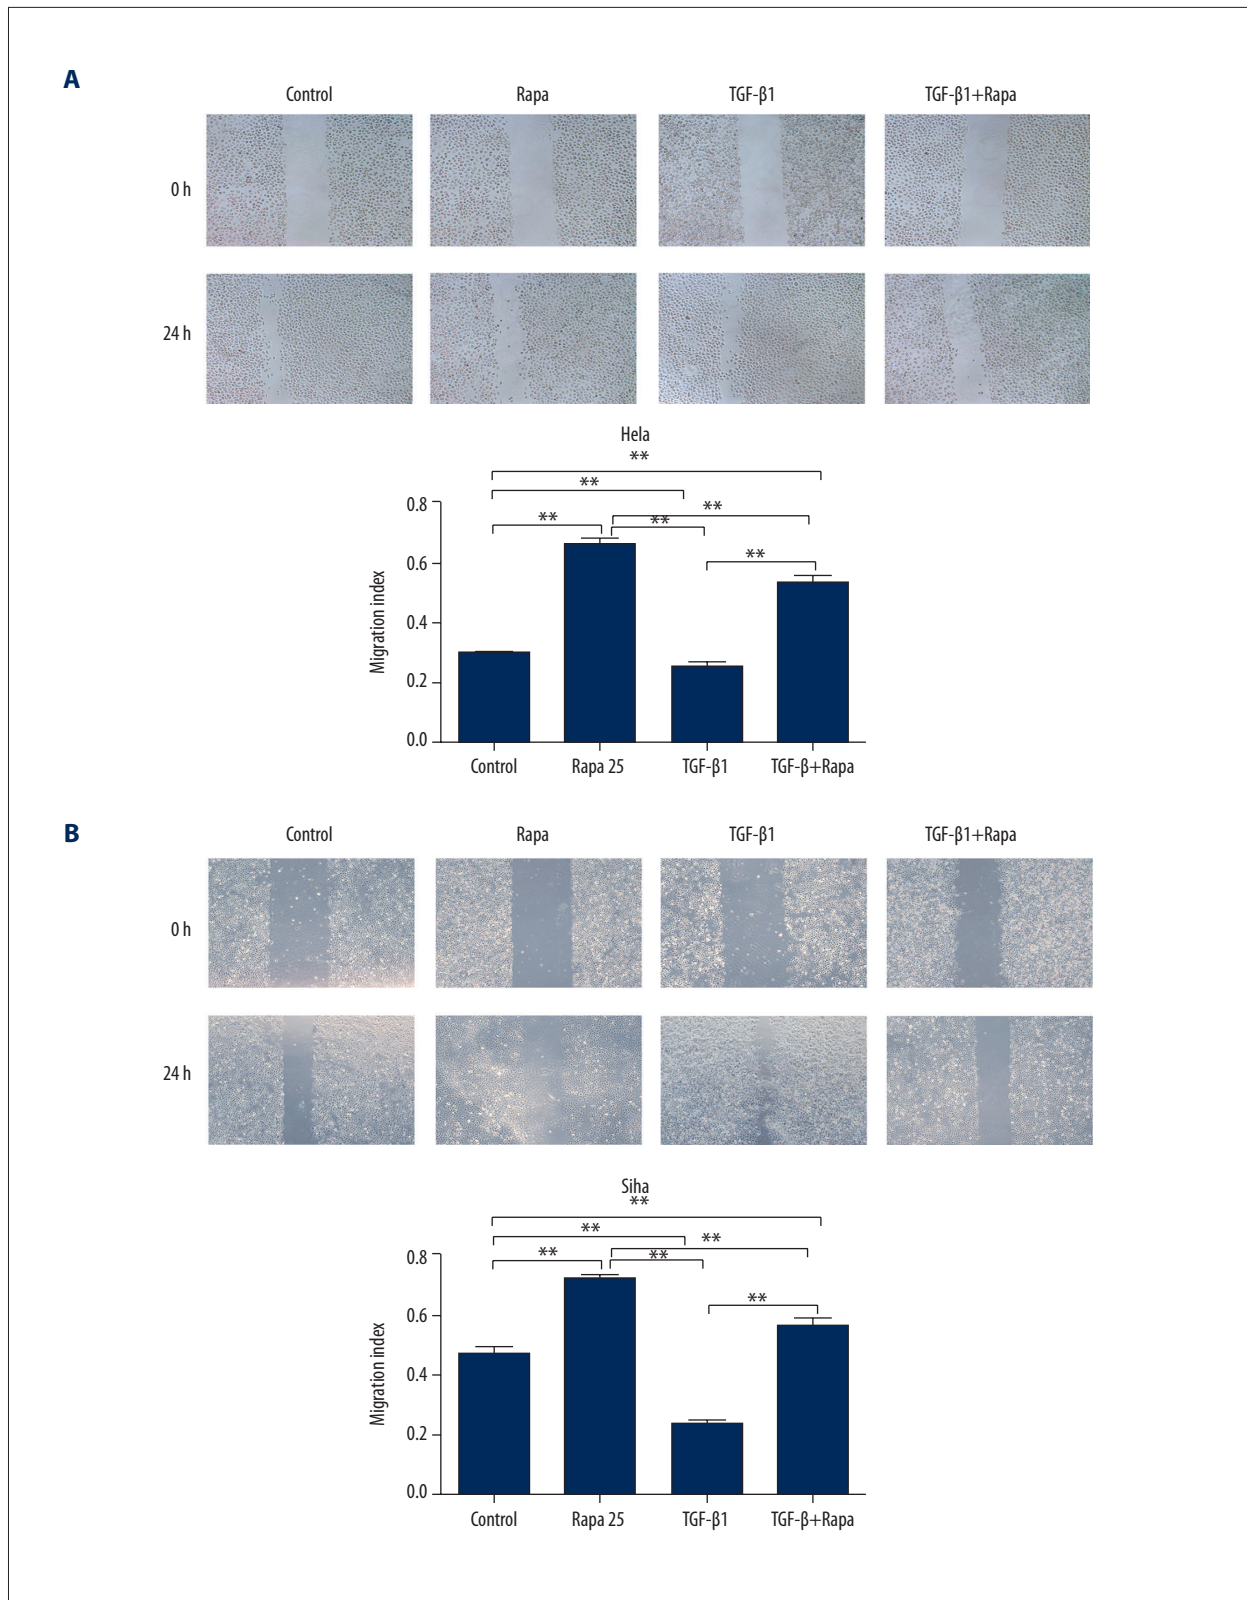 A
Control Rapa TGF-β1 TGF-β1+Rapa
0 h
24 h
Hela
**
**
**
** ** **
**
0.8
0.6
0.4
0.2
0.0
Migration index
Control Rapa 25 TGF-β1 TGF-β+Rapa
B
Control Rapa TGF-β1 TGF-β1+Rapa
0 h
24 h
Siha
**
**
**
** **
**
0.8
0.6
0.4
0.2
0.0
Migration index
Control Rapa 25 TGF-β1 TGF-β+Rapa